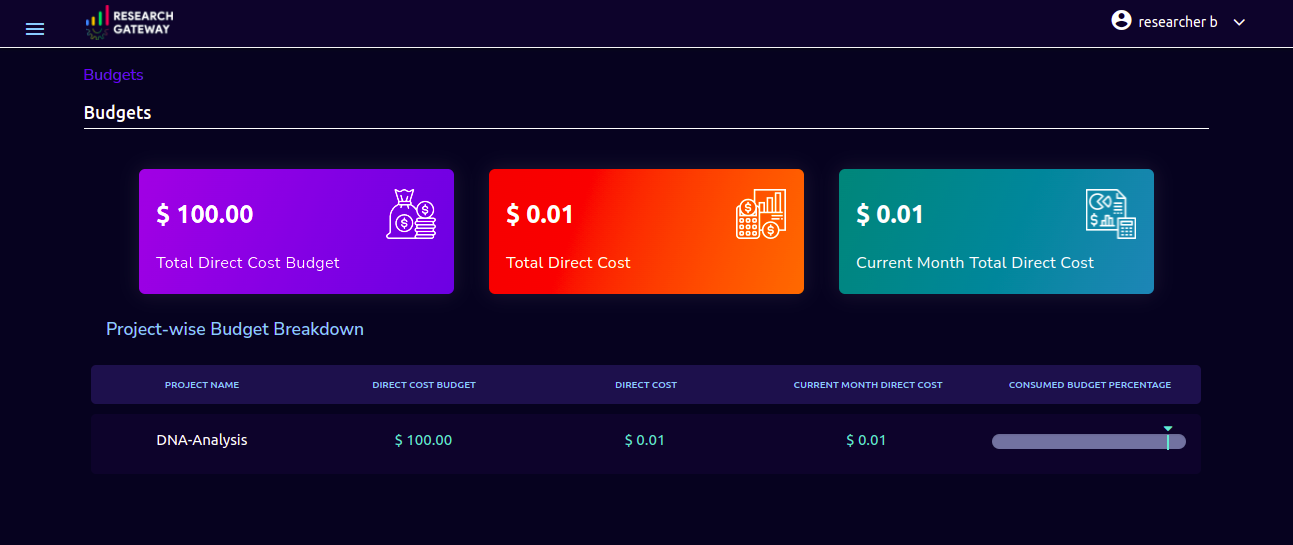 RESEARCH
GATEWAY
researcher b
Budgets
Budgets
$ 100.00
Total Direct Cost Budget
$ 0.01
Total Direct Cost
$ 0.01
Current Month Total Direct Cost
Project-wise Budget Breakdown
PROJECT NAME DIRECT COST BUDGET DIRECT COST CURRENT MONTH DIRECT COST CONSUMED BUDGET PERCENTAGE
DNA-Analysis $ 100.00 $ 0.01 $ 0.01